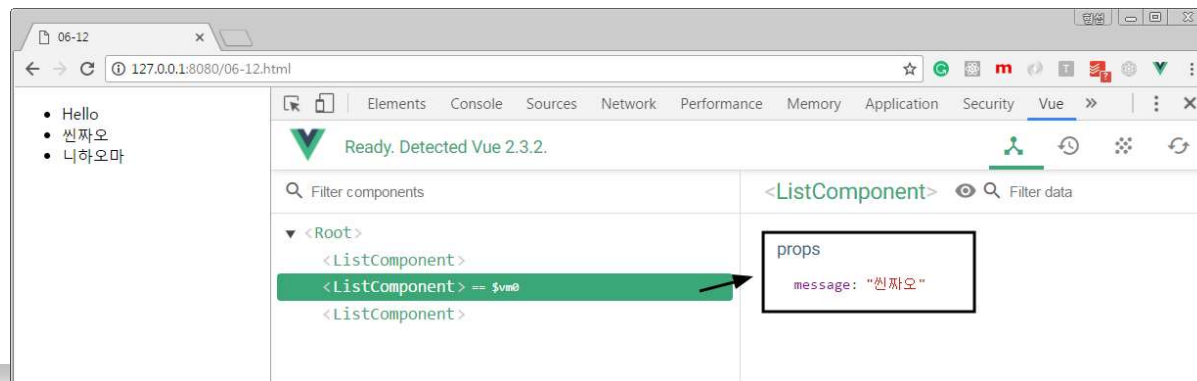 형섭
06-12
127.0.0.1:8080/06-12.html
Elements Console Sources Network Performance Memory Application Security Vue »
• Hello
• 씬짜오
• 니하오마
Ready. Detected Vue 2.3.2.
Filter components
<ListComponent> Filter data
▼ <Root>
<ListComponent>
<ListComponent> == $vm0
<ListComponent>
props
message: "씬짜오"